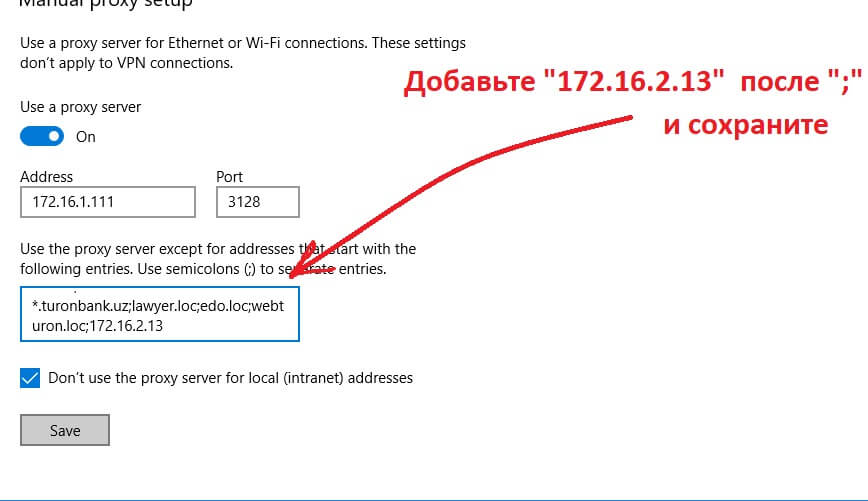 Manual proxy setup
Use a proxy server for Ethernet or Wi-Fi connections. These settings
don't apply to VPN connections.
Добавьте "172.16.2.13" после ";"
и сохраните
Use a proxy server
On
Address Port
172.16.1.111 3128
Use the proxy server except for addresses that start with the
following entries. Use semicolons (;) to separate entries.
*.turonbank.uz;lawyer.loc;edo.loc;webt
uron.loc;172.16.2.13
Don't use the proxy server for local (intranet) addresses
Save